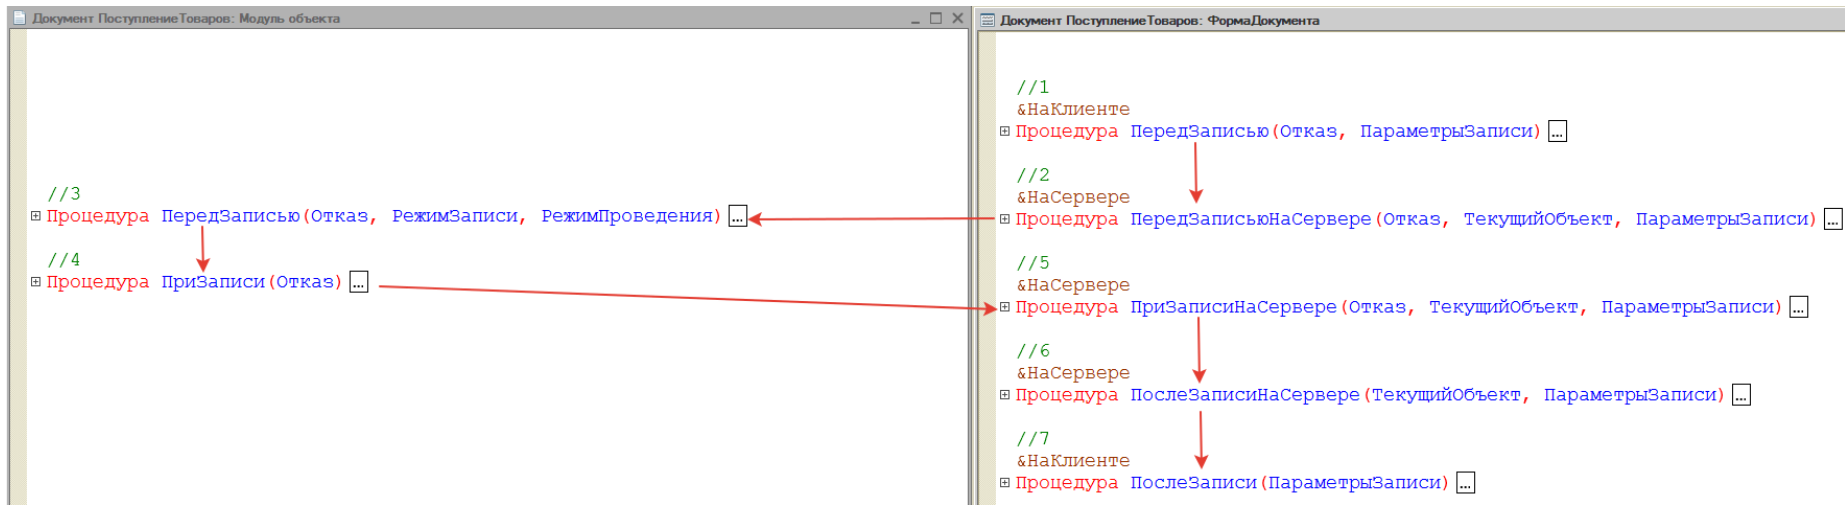 Документ ПоступлениеТоваров: Модуль объекта
//3
Процедура ПередЗаписью(Отказ, РежимЗаписи, РежимПроведения) ...
//4
Процедура ПриЗаписи(Отказ) ...
Документ ПоступлениеТоваров: ФормаДокумента
//1
&НаКлиенте
Процедура ПередЗаписью(Отказ, ПараметрыЗаписи) ...
//2
&НаСервере
Процедура ПередЗаписьюНаСервере(Отказ, ТекущийОбъект, ПараметрыЗаписи) ...
//5
&НаСервере
Процедура ПриЗаписиНаСервере(Отказ, ТекущийОбъект, ПараметрыЗаписи) ...
//6
&НаСервере
Процедура ПослеЗаписиНаСервере(ТекущийОбъект, ПараметрыЗаписи) ...
//7
&НаКлиенте
Процедура ПослеЗаписи(ПараметрыЗаписи) ...